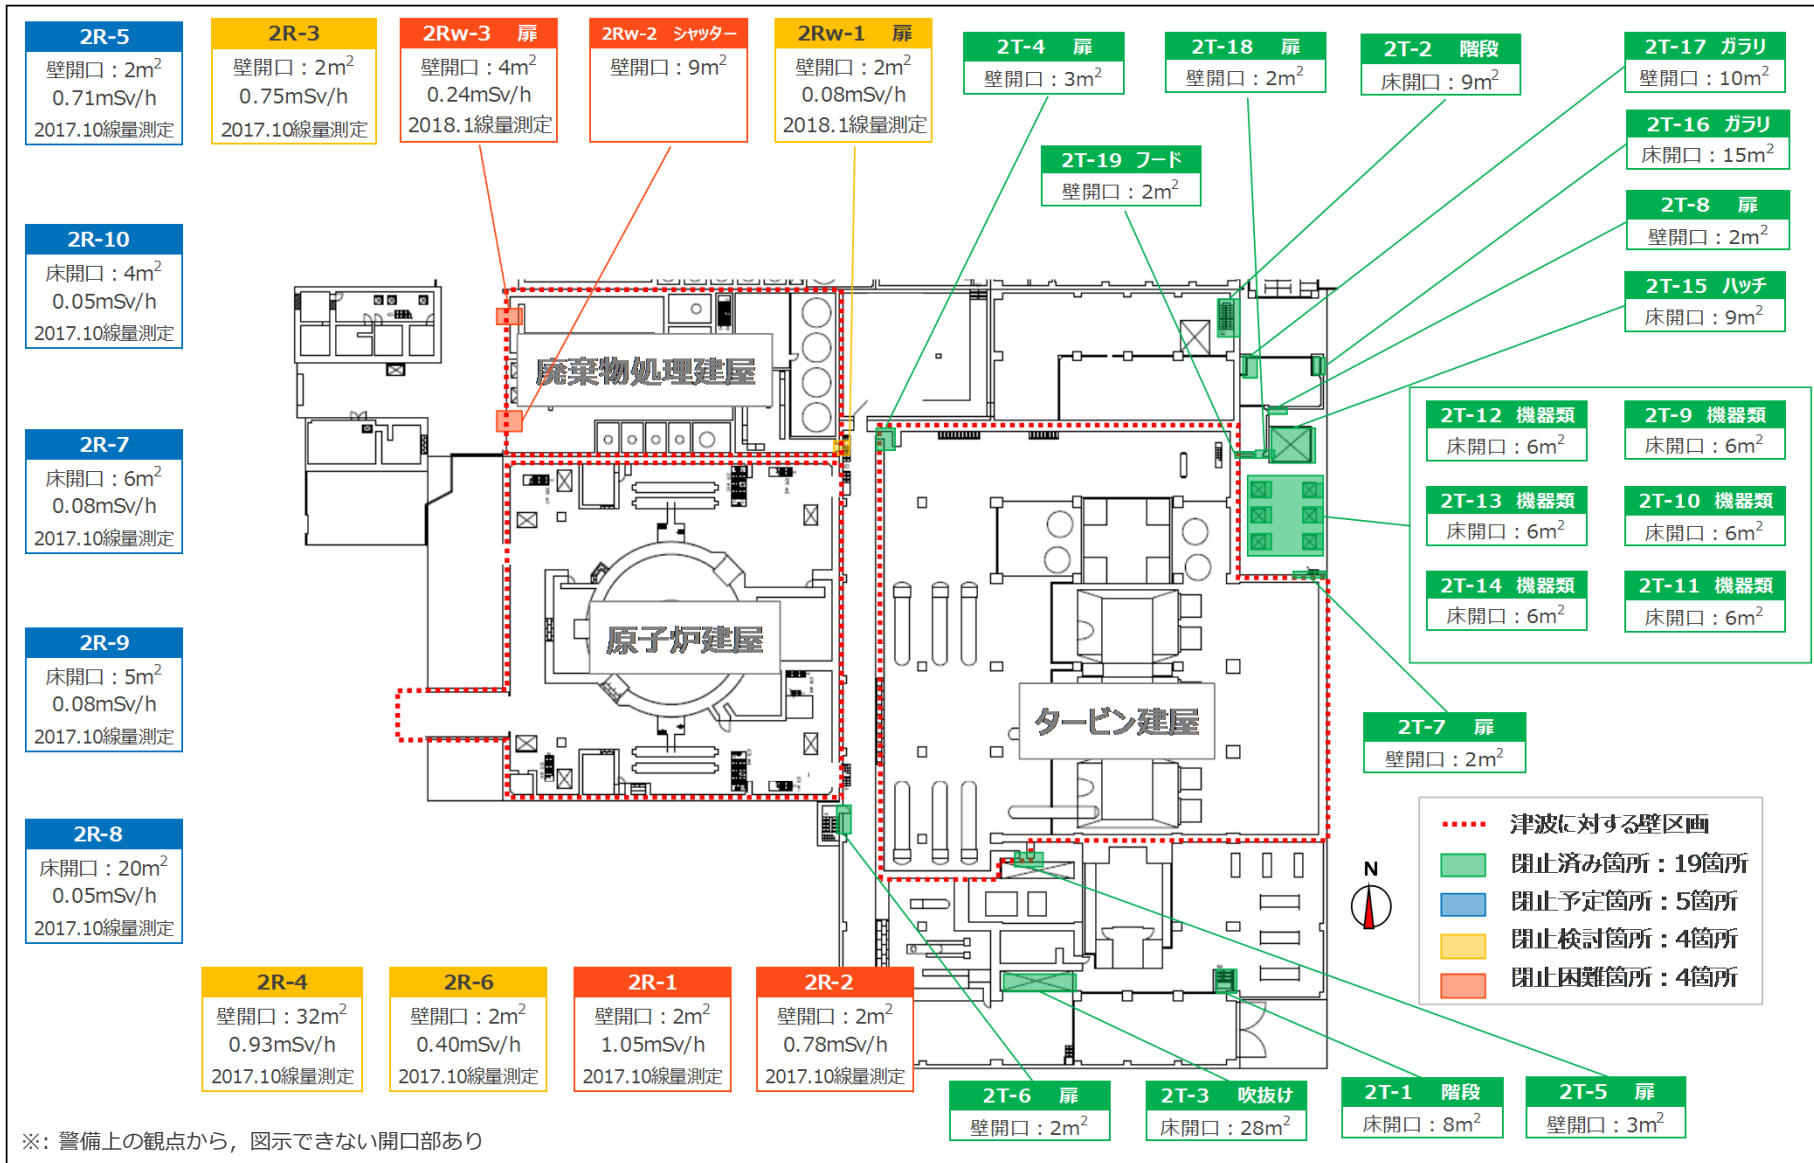 2R-5
壁開口：2m²
0.71mSv/h
2017.10線量測定
2R-3
壁開口：2m²
0.75mSv/h
2017.10線量測定
2Rw-3 扉
壁開口：4m²
0.24mSv/h
2018.1線量測定
2Rw-2 シャッター
壁開口：9m²
2Rw-1 扉
壁開口：2m²
0.08mSv/h
2018.1線量測定
2T-4 扉
壁開口：3m²
2T-18 扉
壁開口：2m²
2T-2 階段
床開口：9m²
2T-17 ガラリ
壁開口：10m²
2T-16 ガラリ
床開口：15m²
2T-19 フード
壁開口：2m²
2T-8 扉
壁開口：2m²
2T-15 ハッチ
床開口：9m²
2R-10
床開口：4m²
0.05mSv/h
2017.10線量測定
廃棄物処理建屋
2T-12 機器類
床開口：6m²
2T-9 機器類
床開口：6m²
2T-13 機器類
床開口：6m²
2T-10 機器類
床開口：6m²
2T-14 機器類
床開口：6m²
2T-11 機器類
床開口：6m²
2R-7
床開口：6m²
0.08mSv/h
2017.10線量測定
原子炉建屋
2R-9
床開口：5m²
0.08mSv/h
2017.10線量測定
タービン建屋
2T-7 扉
壁開口：2m²
2R-8
床開口：20m²
0.05mSv/h
2017.10線量測定
N
津波に対する壁区画
閉止済み箇所：19箇所
閉止予定箇所：5箇所
閉止検討箇所：4箇所
閉止困難箇所：4箇所
2R-4
壁開口：32m²
0.93mSv/h
2017.10線量測定
2R-6
壁開口：2m²
0.40mSv/h
2017.10線量測定
2R-1
壁開口：2m²
1.05mSv/h
2017.10線量測定
2R-2
壁開口：2m²
0.78mSv/h
2017.10線量測定
2T-6 扉
壁開口：2m²
2T-3 吹抜け
床開口：28m²
2T-1 階段
床開口：8m²
2T-5 扉
壁開口：3m²
※：警備上の観点から，図示できない開口部あり